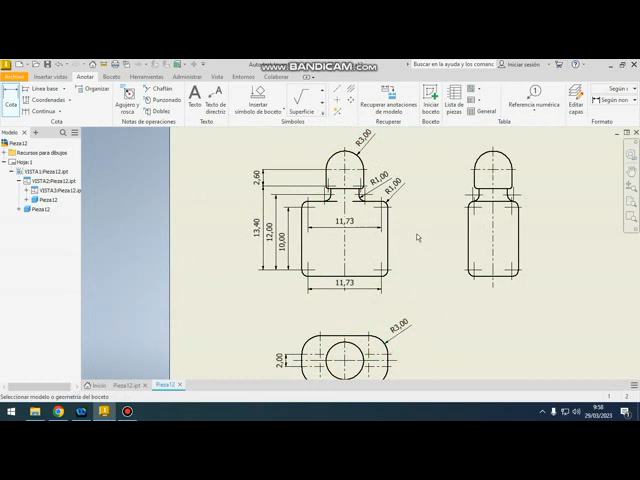 www.BANDICAM.com
Buscar en la ayuda y los comanc
Iniciar sesión
Archivo Insertar vistas Anotar Boceto Herramientas Administrar Vista Entornos Colaborar
Cota
Línea base
Coordenadas
Continua
Organizar
Agujero y rosca
Chaflán
Punzonado
Dobles
Notas de operaciones
Texto
Texto de directriz
Texto
Insertar símbolo de boceto
Superficie
Símbolos
Recuperar anotaciones de modelo
Recuperar
Iniciar boceto
Boceto
Lista de piezas
General
Referencia numérica
Tabla
Editar capas
Según
Según non
Formato
Modelo
Pieza12
Recursos para dibujos
Hoja:1
VISTA1:Pieza12.ipt
VISTA2:Pieza12.ipt
VISTA3:Pieza12.ip
Pieza12
Pieza12
R3,00
2,60
R1,00
R1,00
13,40
12,00
10,00
11,73
11,73
R3,00
2,00
Inicio
Pieza12.ipt
Pieza12
Seleccionar modelo o geometría del boceto
1 2
9:58
29/03/2023